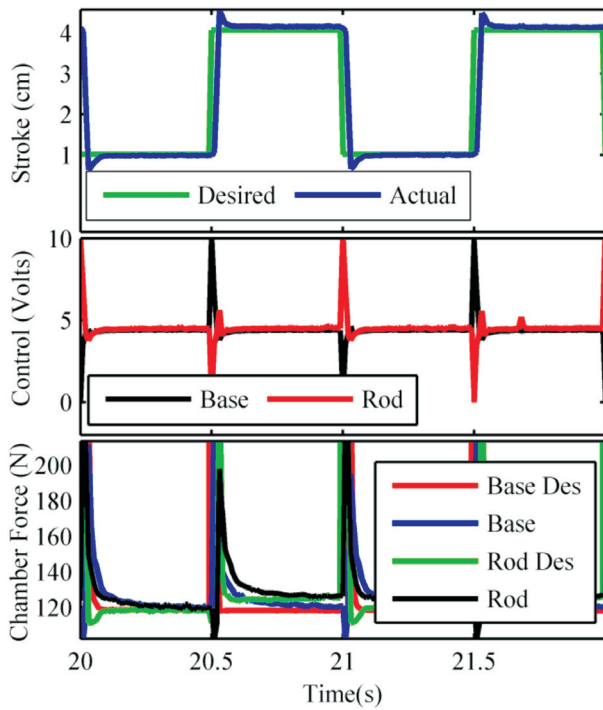 4
3
2
1
Stroke (cm)
Desired
Actual
10
5
0
Control (Volts)
Base
Rod
200
180
160
140
120
Chamber Force (N)
Base Des
Base
Rod Des
Rod
20
20.5
21
21.5
Time(s)